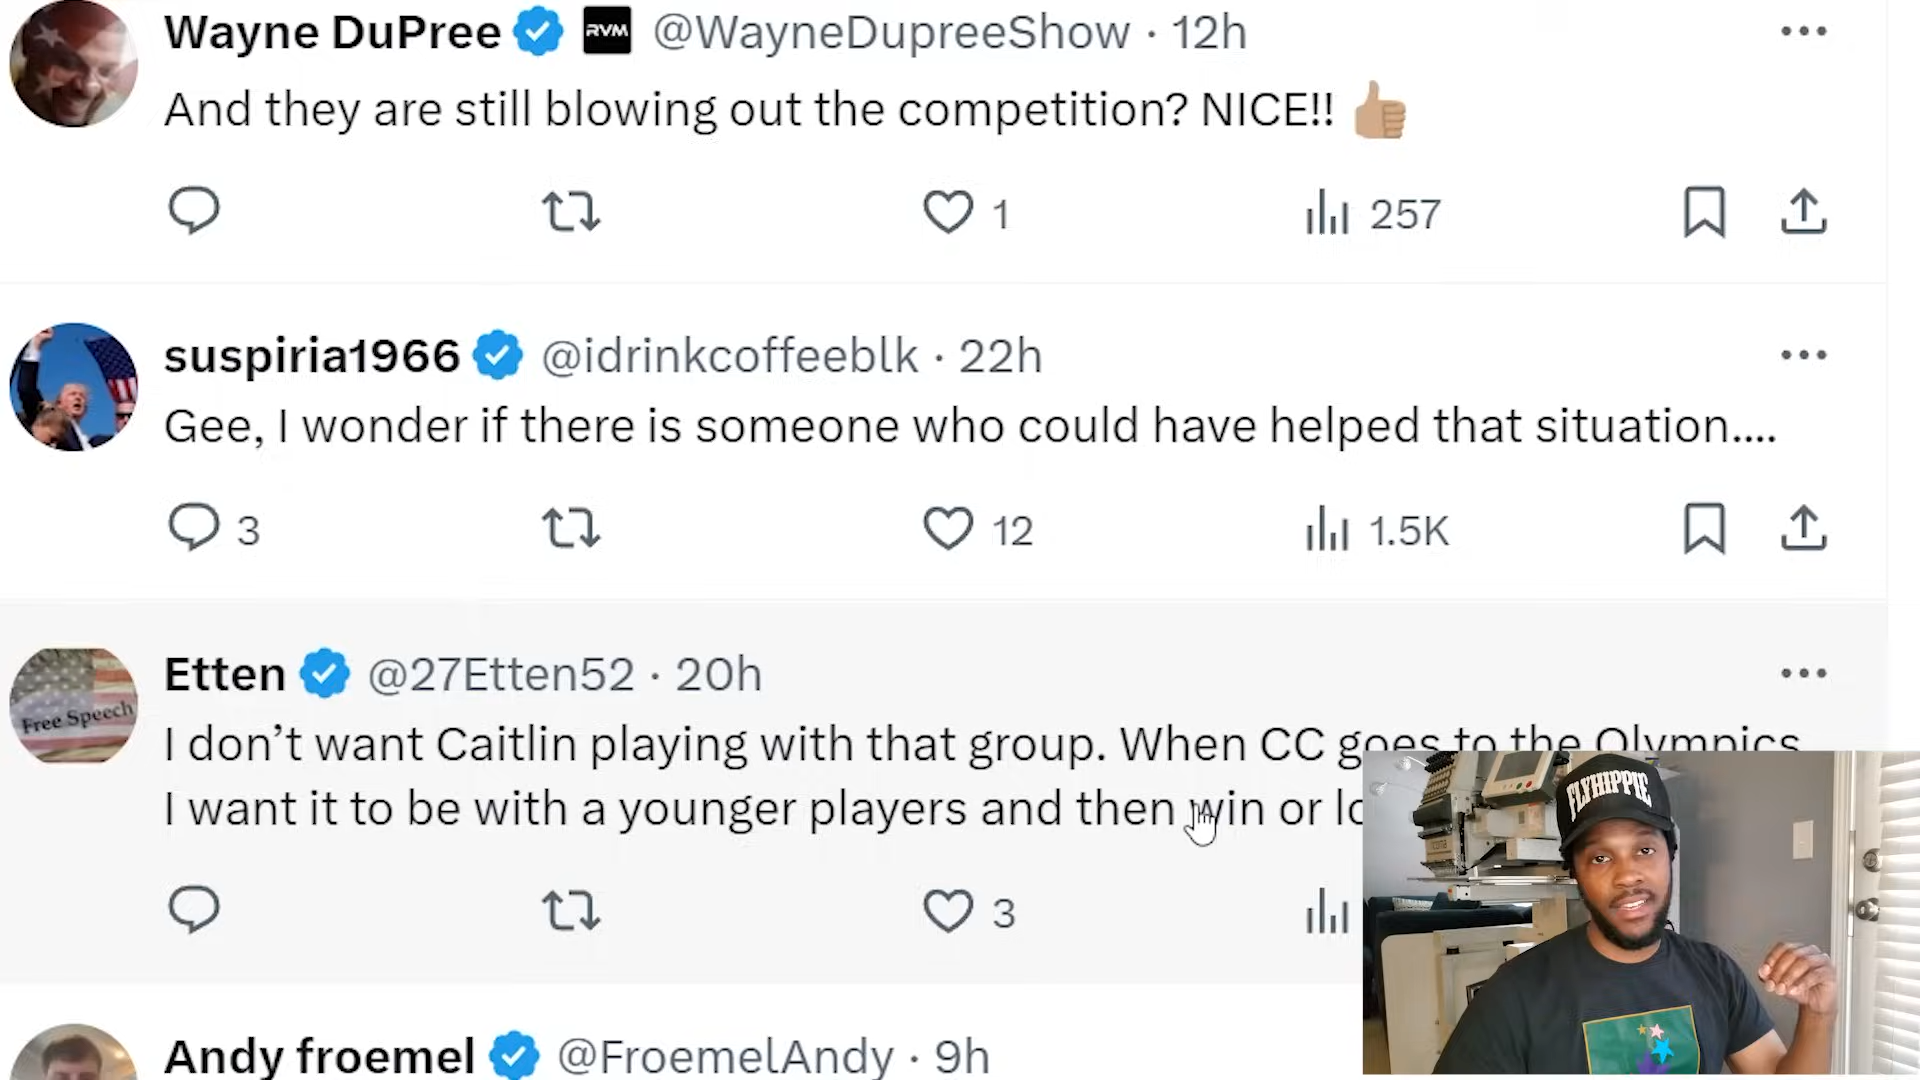 Wayne DuPree RVM @WayneDupreeShow · 12h
And they are still blowing out the competition? NICE!! 👍🏽
1 257
suspiria1966 @idrinkcoffeeblk · 22h
Gee, I wonder if there is someone who could have helped that situation....
3 12 1.5K
Etten @27Etten52 · 20h
Free Speech
I don’t want Caitlin playing with that group. When CC goes to the Olympics
I want it to be with a younger players and then win or
3
FLYHIPPIE
Andy froemel @FroemelAndy · 9h